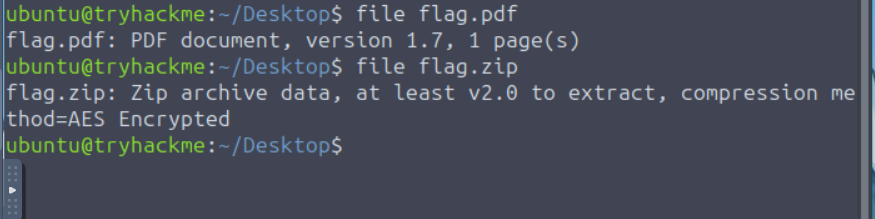 ubuntu@tryhackme:~/Desktop$ file flag.pdf
flag.pdf: PDF document, version 1.7, 1 page(s)
ubuntu@tryhackme:~/Desktop$ file flag.zip
flag.zip: Zip archive data, at least v2.0 to extract, compression me
thod=AES Encrypted
ubuntu@tryhackme:~/Desktop$